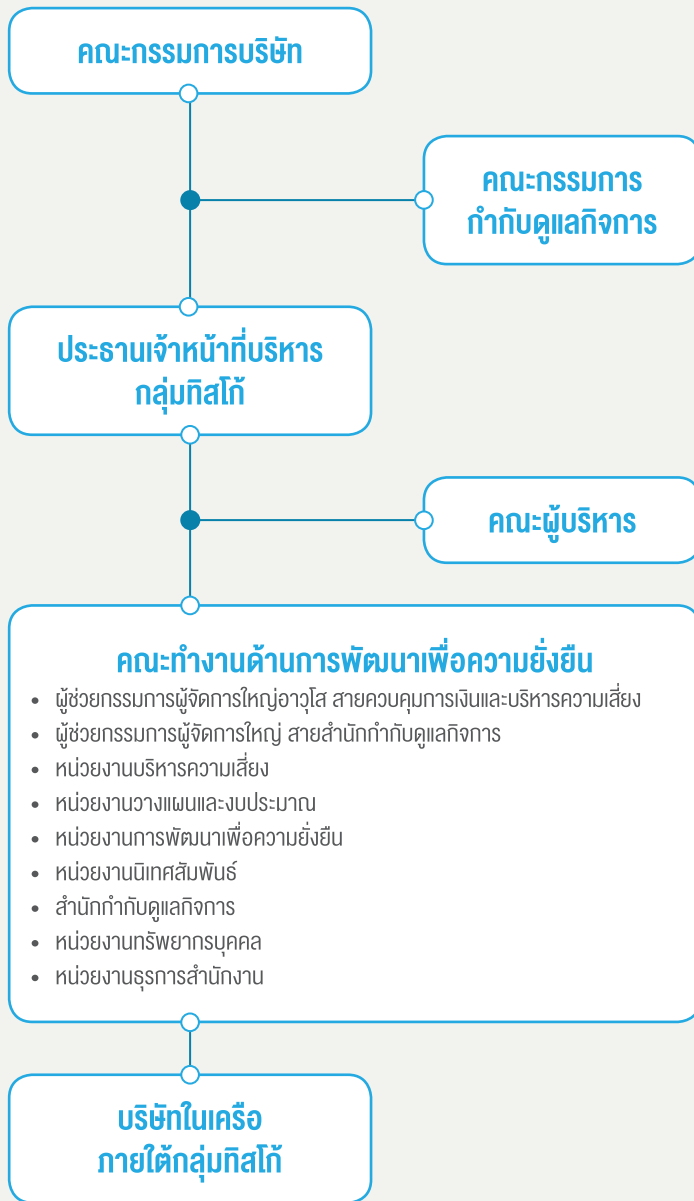 คณะกรรมการบริษัท
คณะกรรมการ
กำกับดูแลกิจการ
ประธานเจ้าหน้าที่บริหาร
กลุ่มทิสโก้
คณะผู้บริหาร
คณะทำงานด้านการพัฒนาเพื่อความยั่งยืน
• ผู้ช่วยกรรมการผู้จัดการใหญ่อาวุโส สายควบคุมการเงินและบริหารความเสี่ยง
• ผู้ช่วยกรรมการผู้จัดการใหญ่ สายสำนักกำกับดูแลกิจการ
• หน่วยงานบริหารความเสี่ยง
• หน่วยงานวางแผนและงบประมาณ
• หน่วยงานการพัฒนาเพื่อความยั่งยืน
• หน่วยงานนิเทศสัมพันธ์
• สำนักกำกับดูแลกิจการ
• หน่วยงานทรัพยากรบุคคล
• หน่วยงานธุรการสำนักงาน
บริษัทในเครือ
ภายใต้กลุ่มทิสโก้